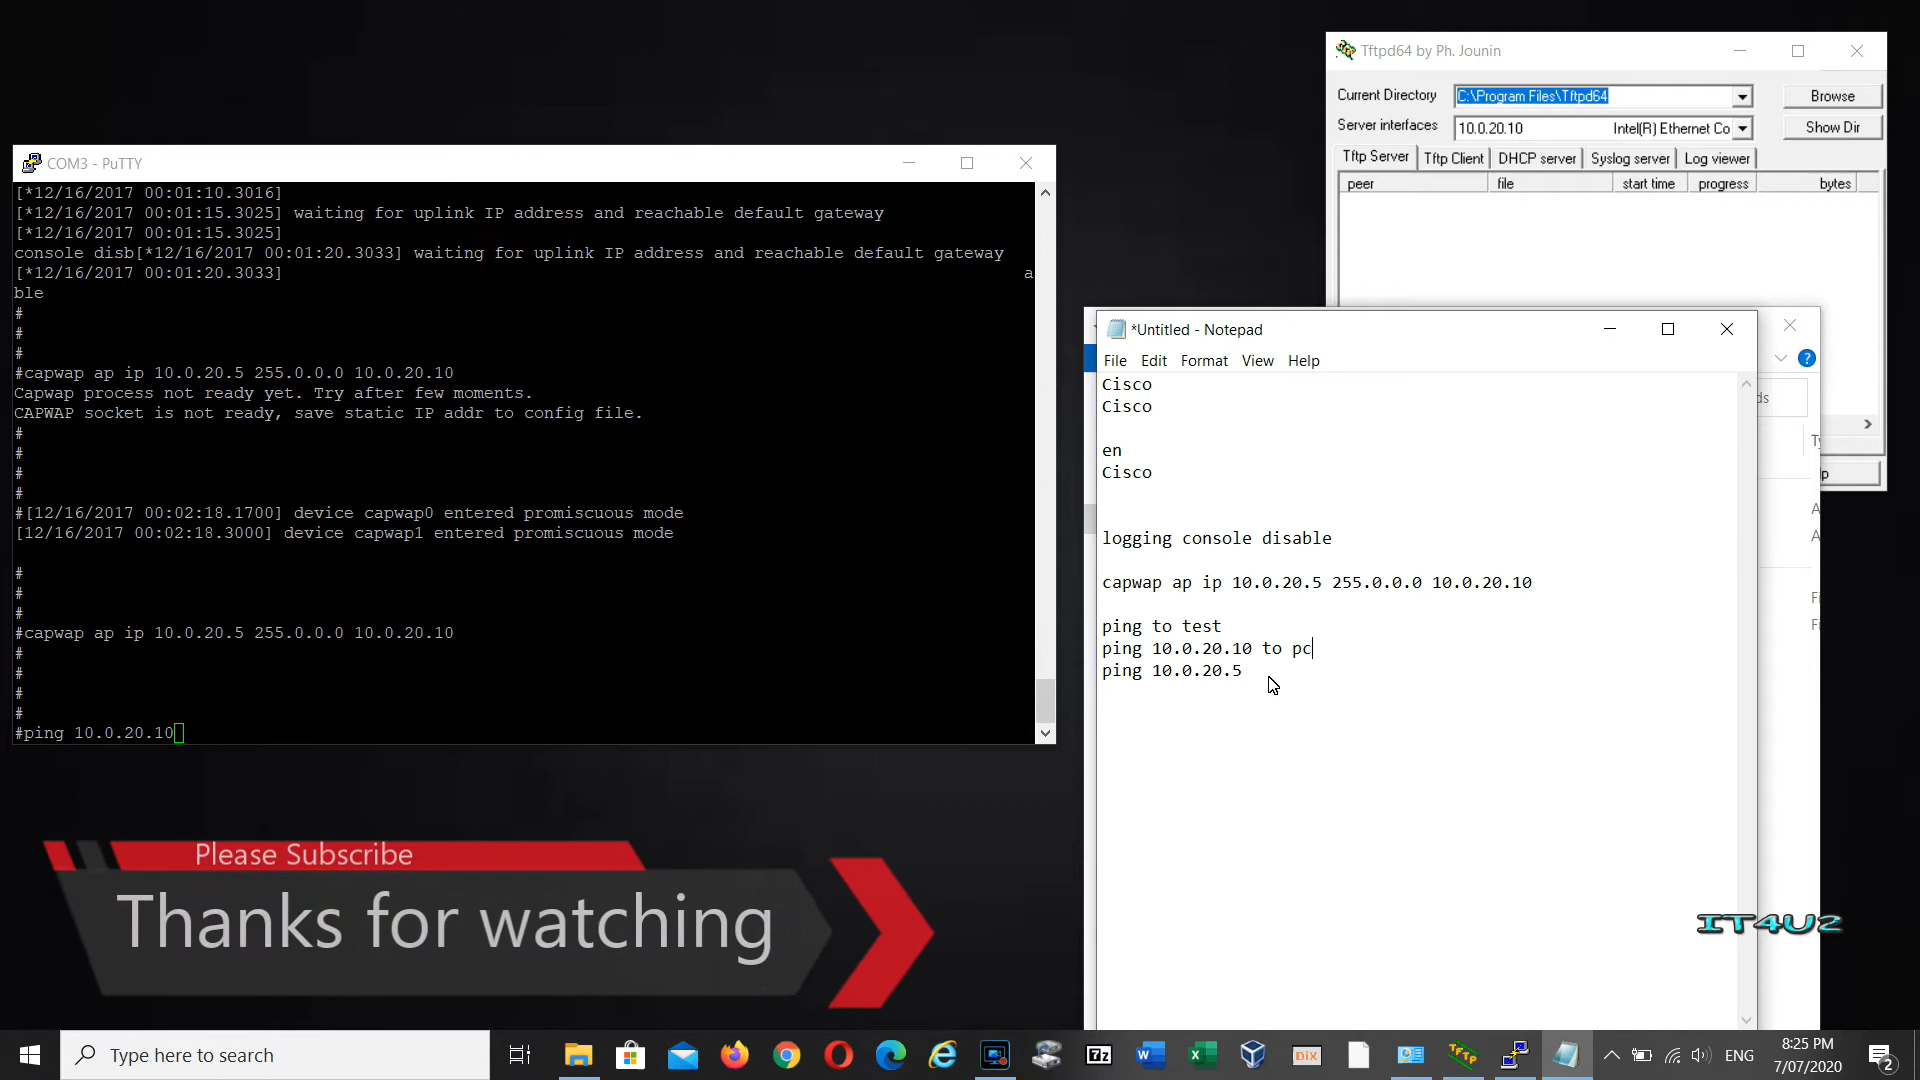 Tftpd64 by Ph. Jounin
Current Directory C:\Program Files\Tftpd64 Browse
Server interfaces 10.0.20.10 Intel(R) Ethernet Co Show Dir
Tftp Server Tftp Client DHCP server Syslog server Log viewer
peer file start time progress bytes
COM3 - PuTTY
[*12/16/2017 00:01:10.3016]
[*12/16/2017 00:01:15.3025] waiting for uplink IP address and reachable default gateway
[*12/16/2017 00:01:15.3025]
console disb[*12/16/2017 00:01:20.3033] waiting for uplink IP address and reachable default gateway
[*12/16/2017 00:01:20.3033] a
ble
#
#
#
#capwap ap ip 10.0.20.5 255.0.0.0 10.0.20.10
Capwap process not ready yet. Try after few moments.
CAPWAP socket is not ready, save static IP addr to config file.
#
#
#
#
#[12/16/2017 00:02:18.1700] device capwap0 entered promiscuous mode
[12/16/2017 00:02:18.3000] device capwap1 entered promiscuous mode
#
#
#
#capwap ap ip 10.0.20.5 255.0.0.0 10.0.20.10
#
#
#
#
#ping 10.0.20.10
*Untitled - Notepad
File Edit Format View Help
Cisco
Cisco
en
Cisco
logging console disable
capwap ap ip 10.0.20.5 255.0.0.0 10.0.20.10
ping to test
ping 10.0.20.10 to pc
ping 10.0.20.5
Please Subscribe
Thanks for watching
IT4U2
Type here to search
ENG
8:25 PM
7/07/2020
2